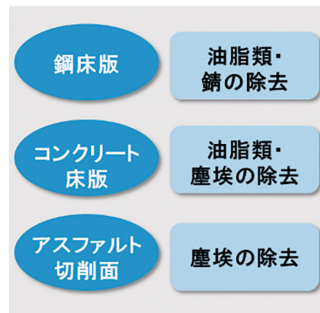 鋼床版
油脂類・
錆の除去
コンクリート
床版
油脂類・
塵埃の除去
アスファルト
切削面
塵埃の除去